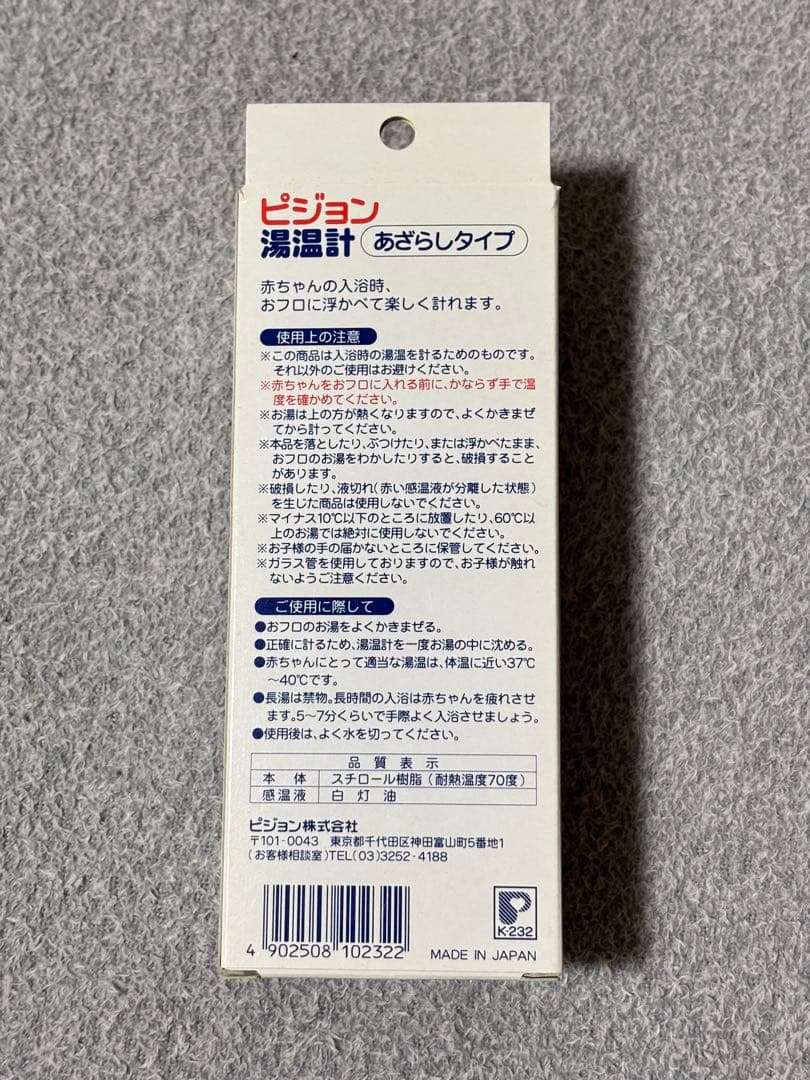 ピジョン
湯温計 あざらしタイプ
赤ちゃんの入浴時、
おフロに浮かべて楽しく計れます。
使用上の注意
※この商品は入浴時の湯温を計るためのものです。
それ以外のご使用はお避けください。
※赤ちゃんをおフロに入れる前に、かならず手で温
度を確かめてください。
※お湯は上の方が熱くなりますので、よくかきまぜ
てから計ってください。
※本品を落としたり、ぶつけたり、または浮かべたまま、
おフロのお湯をわかしたりすると、破損すること
があります。
※破損したり、液切れ(赤い感温液が分離した状態)
を生じた商品は使用しないでください。
※マイナス10℃以下のところに放置したり、60℃以
上のお湯では絶対に使用しないでください。
※お子様の手の届かないところに保管してください。
※ガラス管を使用しておりますので、お子様が触れ
ないようご注意ください。
ご使用に際して
●おフロのお湯をよくかきまぜる。
●正確に計るため、湯温計を一度お湯の中に沈める。
●赤ちゃんにとって適当な湯温は、体温に近い37℃
〜40℃です。
●長湯は禁物。長時間の入浴は赤ちゃんを疲れさせ
ます。5〜7分くらいで手際よく入浴させましょう。
●使用後は、よく水を切ってください。
品質表示
本体 スチロール樹脂(耐熱温度70度)
感温液 白灯油
ピジョン株式会社
〒101-0043 東京都千代田区神田富山町5番地1
(お客様相談室)TEL(03)3252-4188
K-232
4 902508 102322
MADE IN JAPAN